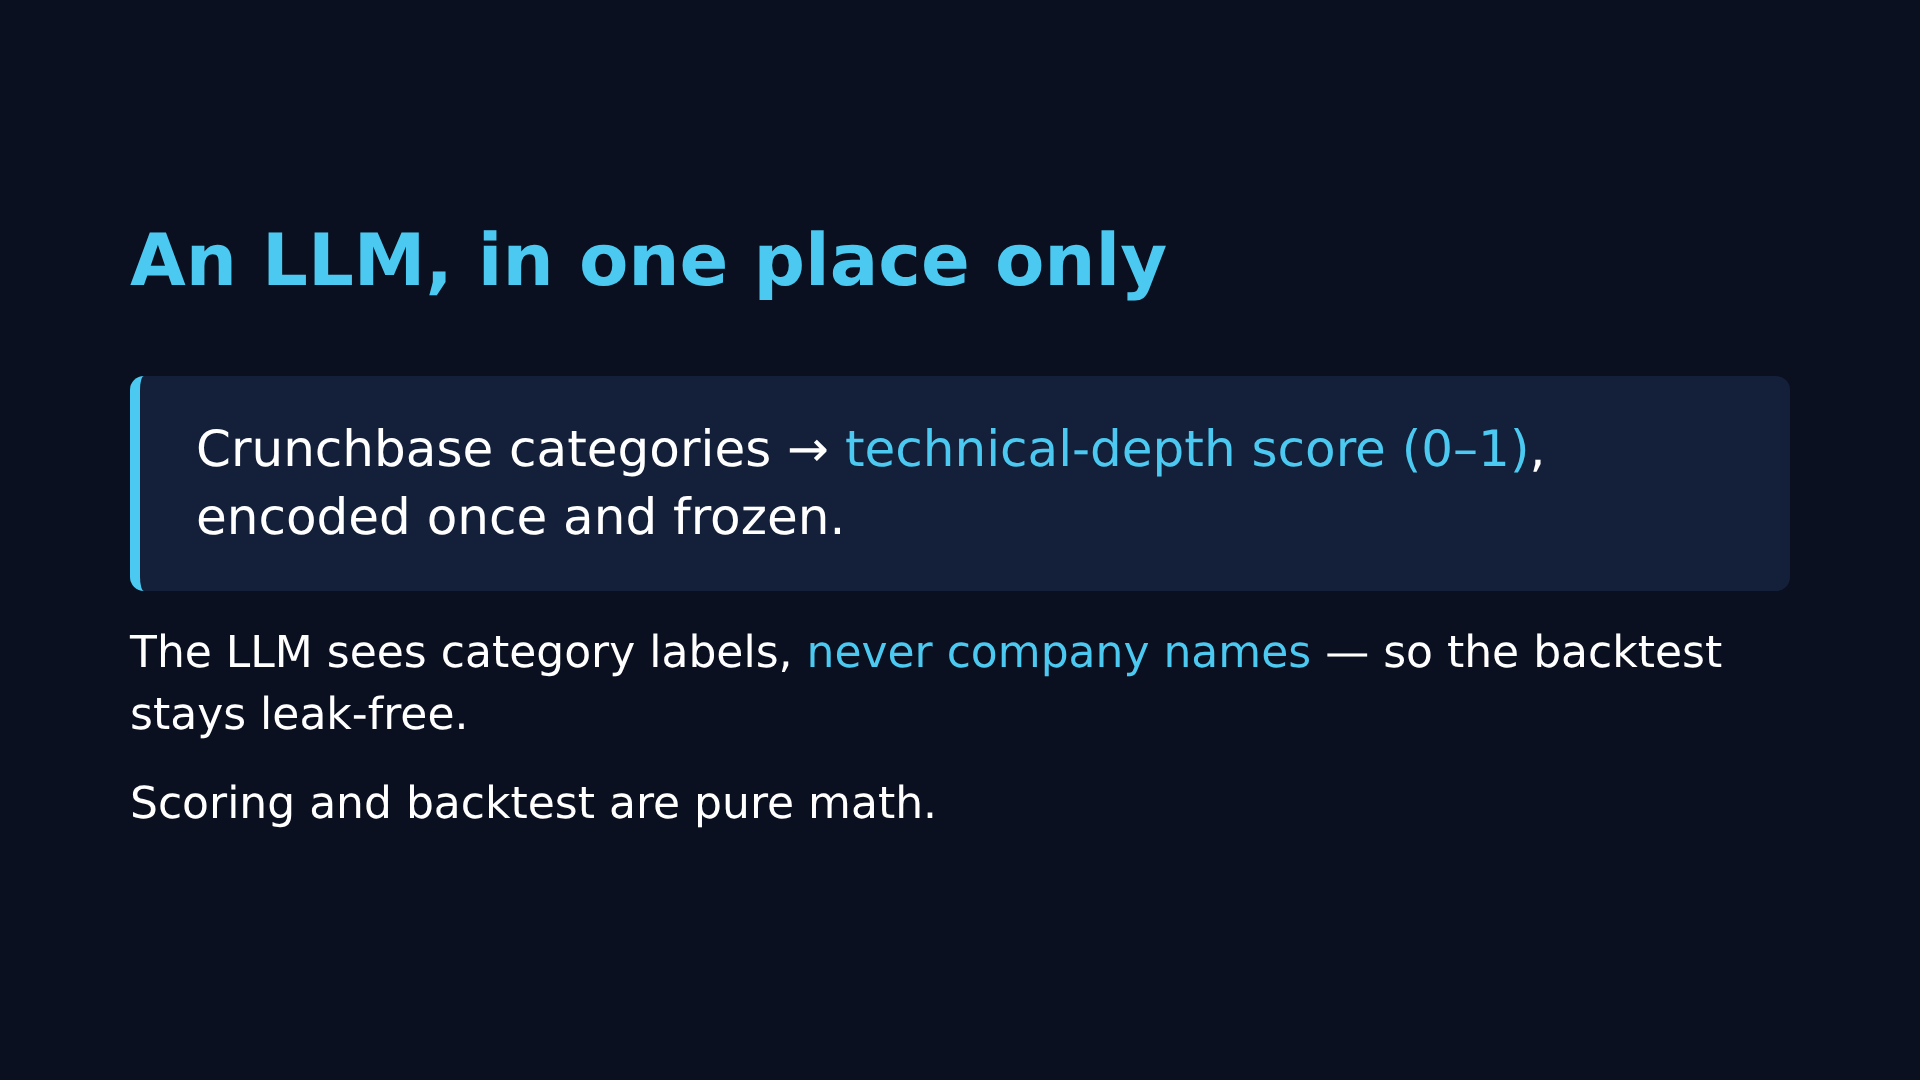 An LLM, in one place only
Crunchbase categories → technical-depth score (0–1),
encoded once and frozen.
The LLM sees category labels, never company names — so the backtest
stays leak-free.
Scoring and backtest are pure math.